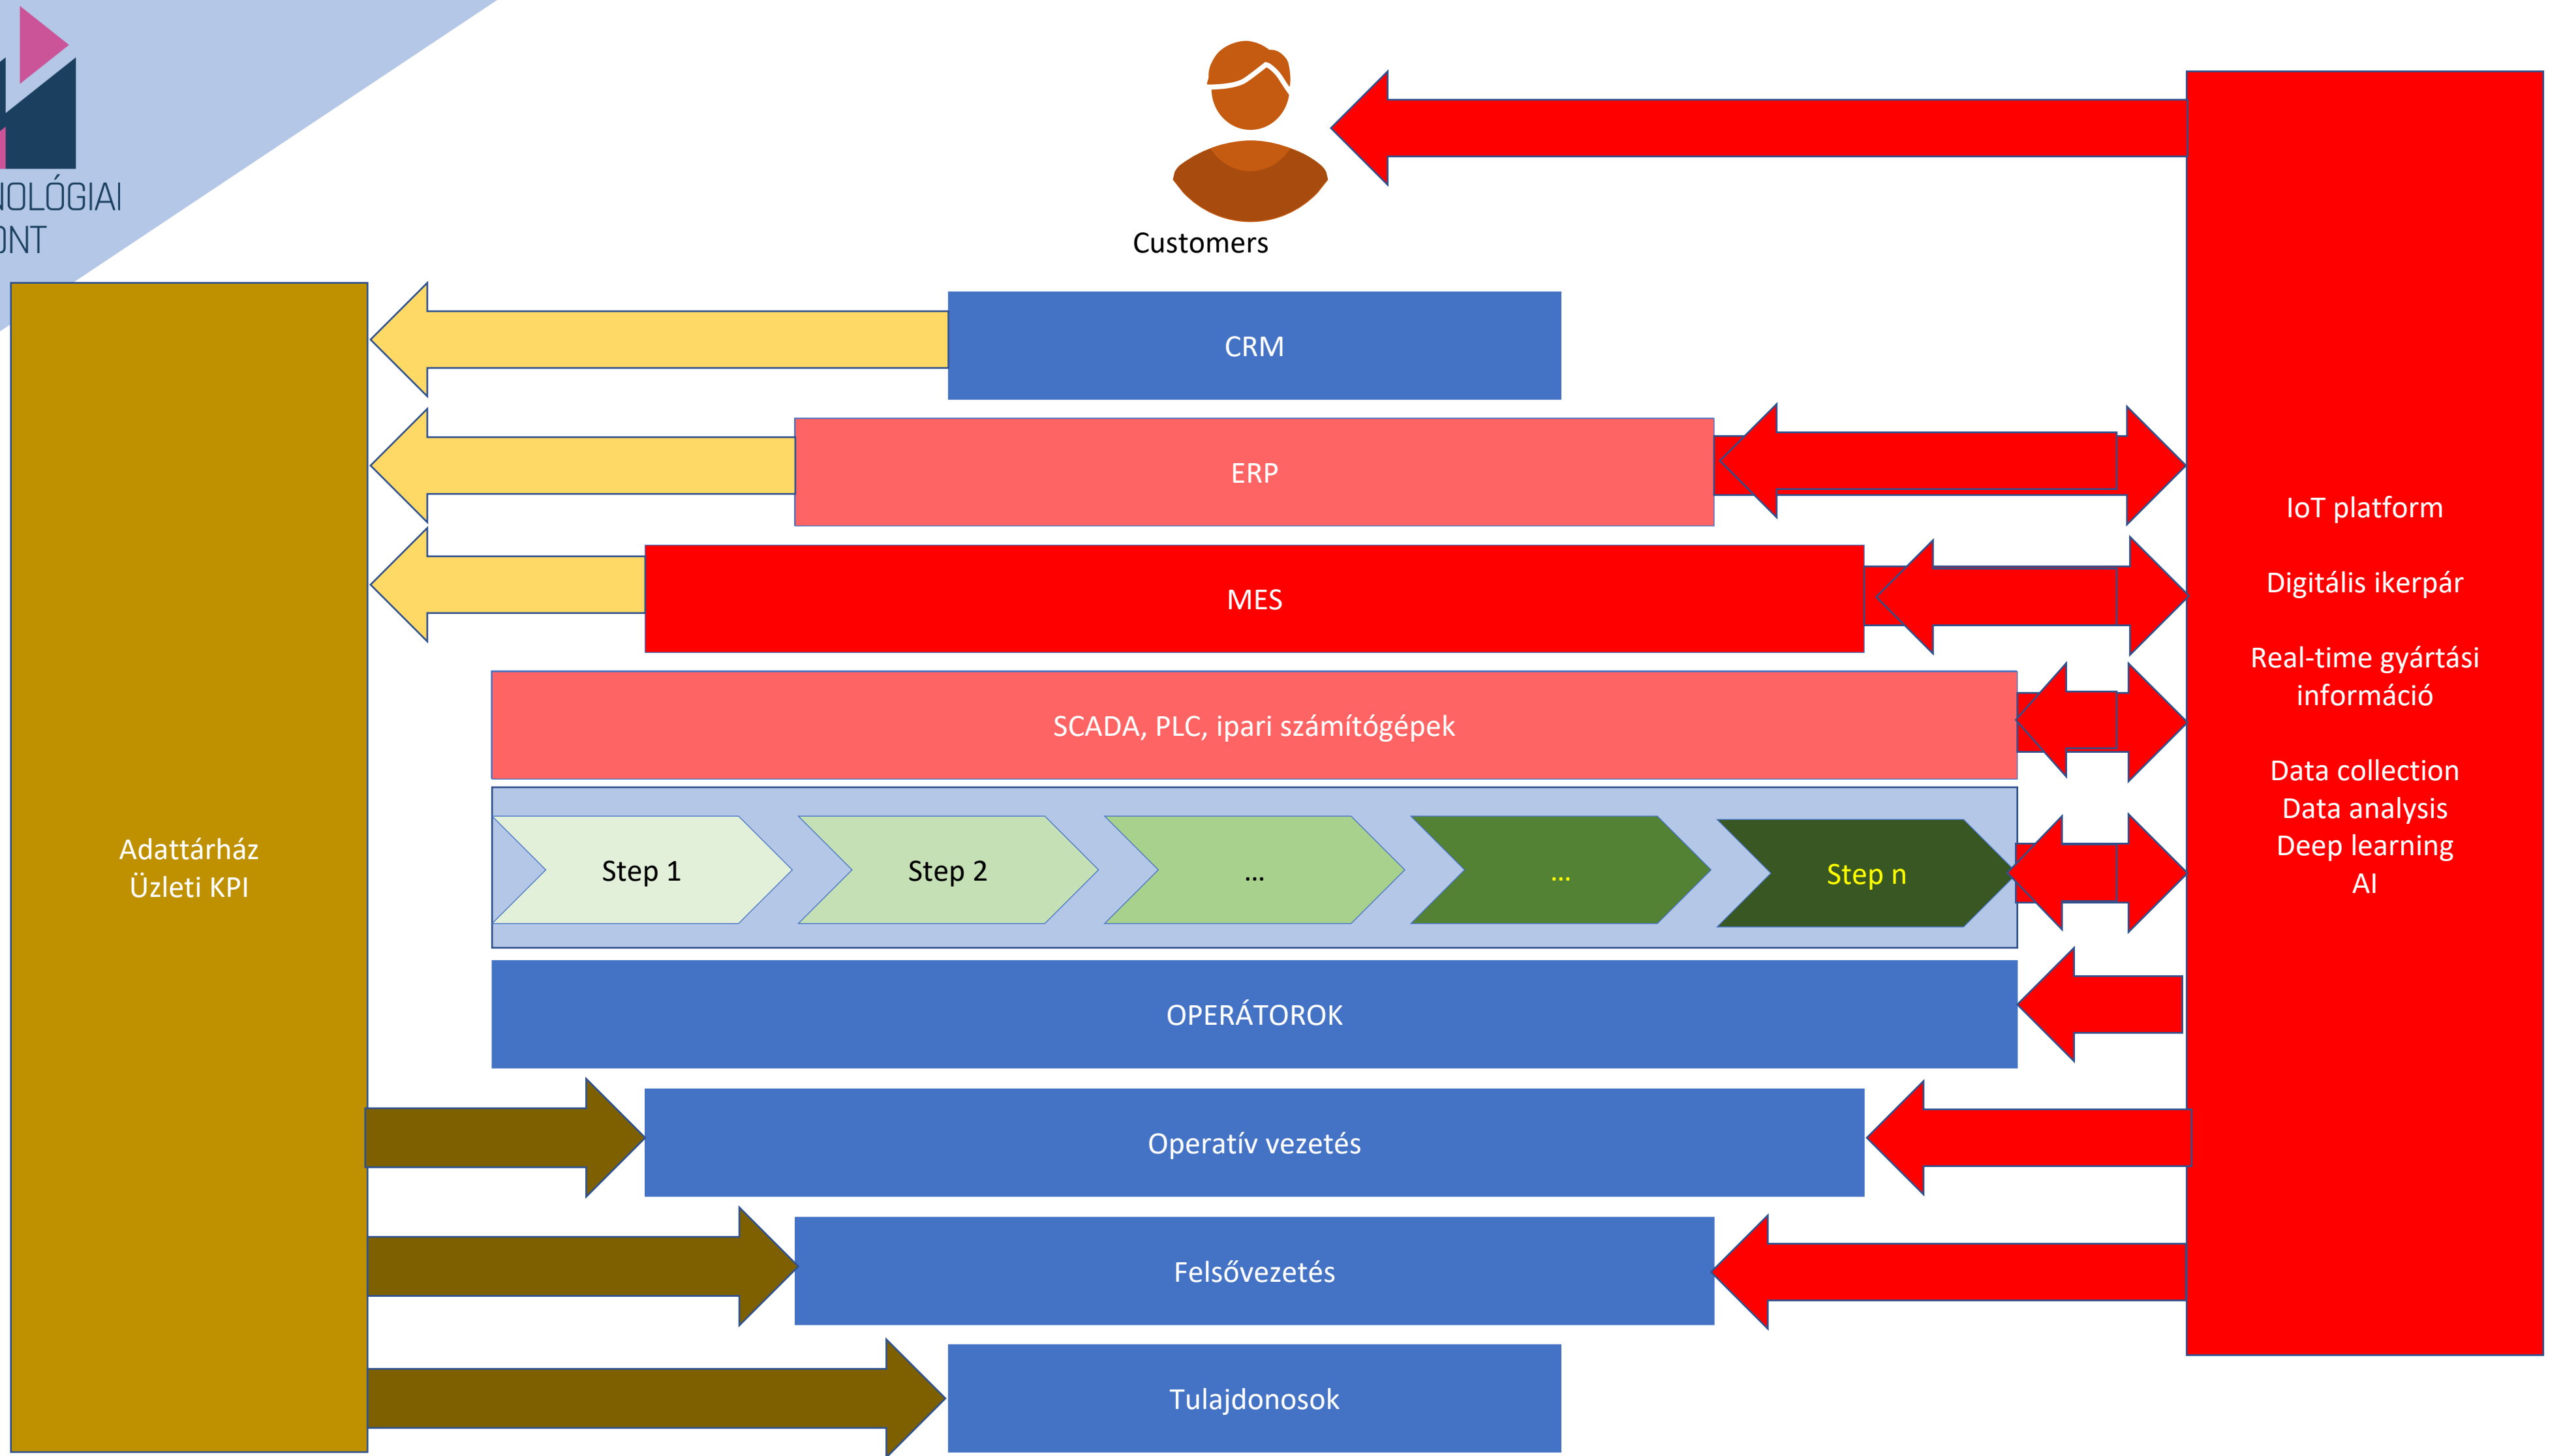 NOLÓGIAI
ONT
Customers
CRM
ERP
MES
SCADA, PLC, ipari számítógépek
Step 1
Step 2
...
...
Step n
OPERÁTOROK
Operatív vezetés
Felsővezetés
Tulajdonosok
Adattárház
Üzleti KPI
IoT platform
Digitális ikerpár
Real-time gyártási
információ
Data collection
Data analysis
Deep learning
AI